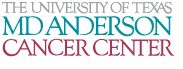 THE UNIVERSITY OF TEXAS
MD ANDERSON
CANCER CENTER